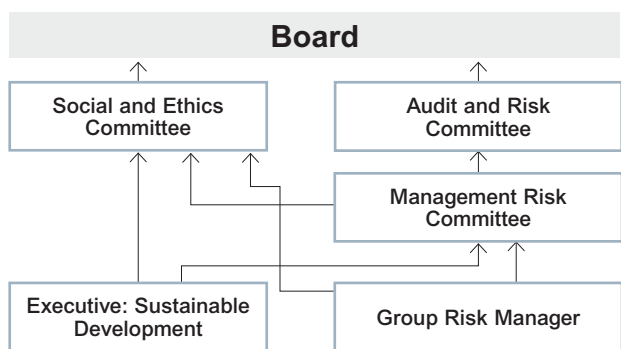 Board
Social and Ethics
Committee
Audit and Risk
Committee
Management Risk
Committee
Executive: Sustainable
Development
Group Risk Manager